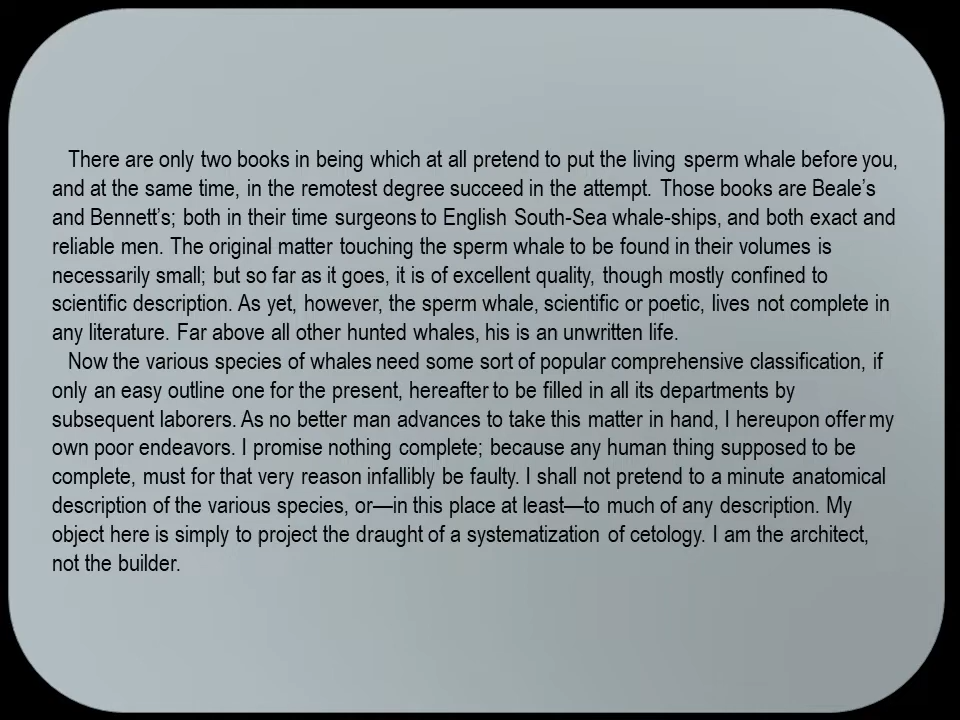 There are only two books in being which at all pretend to put the living sperm whale before you,
and at the same time, in the remotest degree succeed in the attempt. Those books are Beale’s
and Bennett’s; both in their time surgeons to English South-Sea whale-ships, and both exact and
reliable men. The original matter touching the sperm whale to be found in their volumes is
necessarily small; but so far as it goes, it is of excellent quality, though mostly confined to
scientific description. As yet, however, the sperm whale, scientific or poetic, lives not complete in
any literature. Far above all other hunted whales, his is an unwritten life.
Now the various species of whales need some sort of popular comprehensive classification, if
only an easy outline one for the present, hereafter to be filled in all its departments by
subsequent laborers. As no better man advances to take this matter in hand, I hereupon offer my
own poor endeavors. I promise nothing complete; because any human thing supposed to be
complete, must for that very reason infallibly be faulty. I shall not pretend to a minute anatomical
description of the various species, or—in this place at least—to much of any description. My
object here is simply to project the draught of a systematization of cetology. I am the architect,
not the builder.